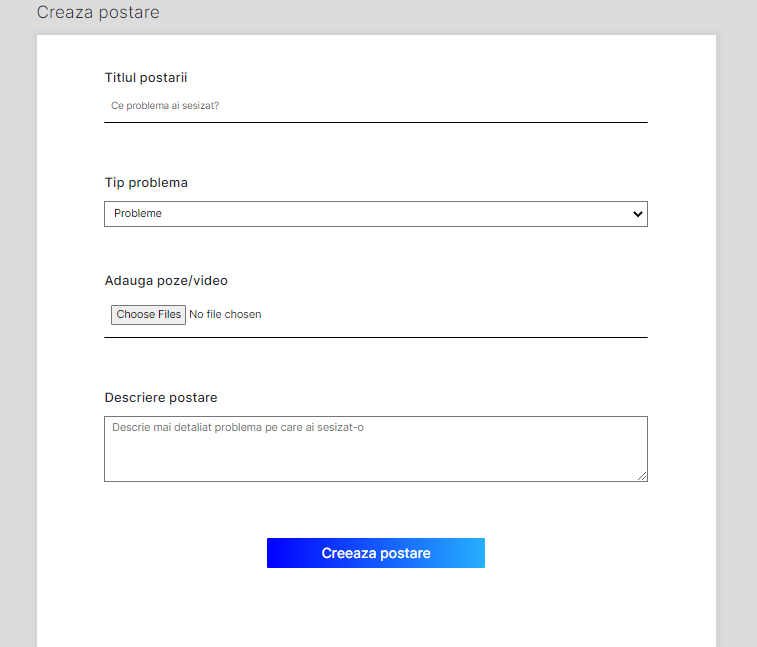 Creaza postare
Titlul postarii
Ce problema ai sesizat?
Tip problema
Probleme
Adauga poze/video
Choose Files No file chosen
Descriere postare
Descrie mai detaliat problema pe care ai sesizat-o
Creeaza postare